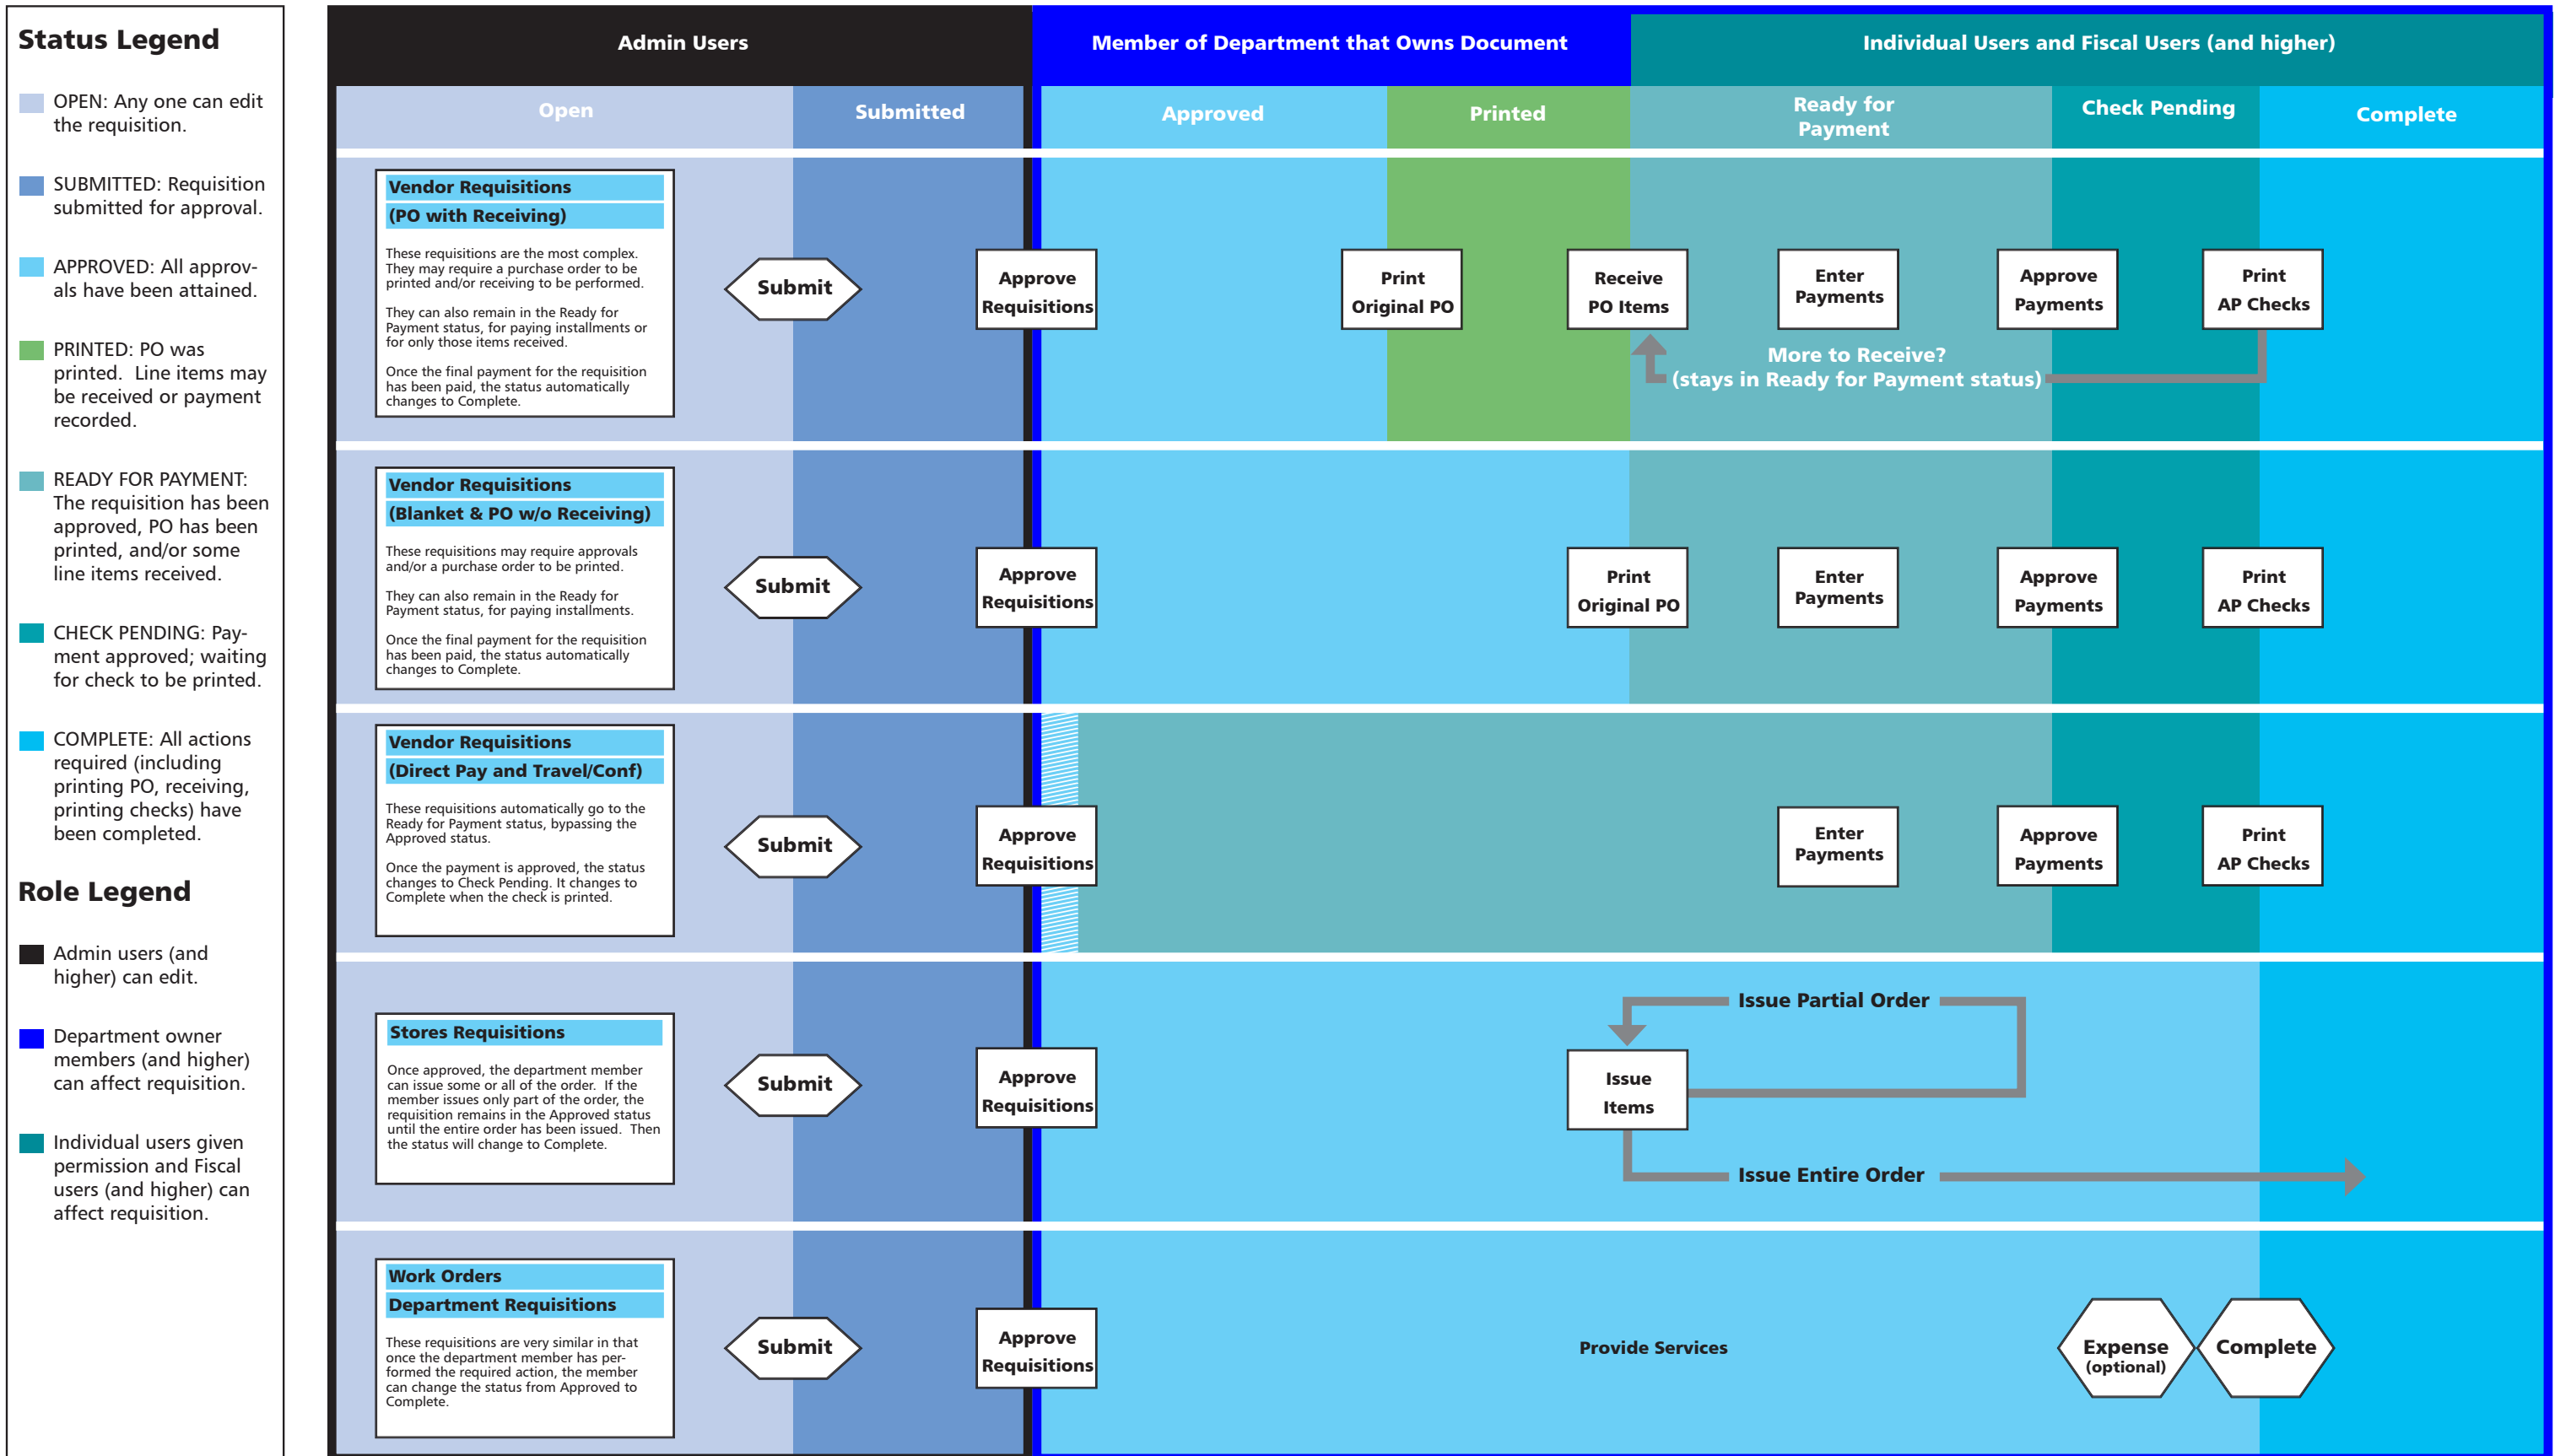 Status Legend
OPEN: Any one can edit
the requisition.
SUBMITTED: Requisition
submitted for approval.
APPROVED: All approv-
als have been attained.
PRINTED: PO was
printed.  Line items may
be received or payment
recorded.
READY FOR PAYMENT:
The requisition has been
approved, PO has been
printed, and/or some
line items received.
CHECK PENDING: Pay-
ment approved; waiting
for check to be printed.
COMPLETE: All actions
required (including
printing PO, receiving,
printing checks) have
been completed.
Role Legend
Admin users (and
higher) can edit.
Department owner
members (and higher)
can affect requisition.
Individual users given
permission and Fiscal
users (and higher) can
affect requisition.
Admin Users
Member of Department that Owns Document
Individual Users and Fiscal Users (and higher)
Open
Submitted
Approved
Printed
Ready for
Payment
Check Pending
Complete
Vendor Requisitions
(PO with Receiving)
These requisitions are the most complex.
They may require a purchase order to be
printed and/or receiving to be performed.
They can also remain in the Ready for
Payment status, for paying installments or
for only those items received.
Once the final payment for the requisition
has been paid, the status automatically
changes to Complete.
Submit
Approve
Requisitions
Print
Original PO
Receive
PO Items
Enter
Payments
Approve
Payments
Print
AP Checks
More to Receive?
(stays in Ready for Payment status)
Vendor Requisitions
(Blanket & PO w/o Receiving)
These requisitions may require approvals
and/or a purchase order to be printed.
They can also remain in the Ready for
Payment status, for paying installments.
Once the final payment for the requisition
has been paid, the status automatically
changes to Complete.
Submit
Approve
Requisitions
Print
Original PO
Enter
Payments
Approve
Payments
Print
AP Checks
Vendor Requisitions
(Direct Pay and Travel/Conf)
These requisitions automatically go to the
Ready for Payment status, bypassing the
Approved status.
Once the payment is approved, the status
changes to Check Pending. It changes to
Complete when the check is printed.
Submit
Approve
Requisitions
Enter
Payments
Approve
Payments
Print
AP Checks
Stores Requisitions
Once approved, the department member
can issue some or all of the order.  If the
member issues only part of the order, the
requisition remains in the Approved status
until the entire order has been issued.  Then
the status will change to Complete.
Submit
Approve
Requisitions
Issue Partial Order
Issue
Items
Issue Entire Order
Work Orders
Department Requisitions
These requisitions are very similar in that
once the department member has per-
formed the required action, the member
can change the status from Approved to
Complete.
Submit
Approve
Requisitions
Provide Services
Expense
(optional)
Complete